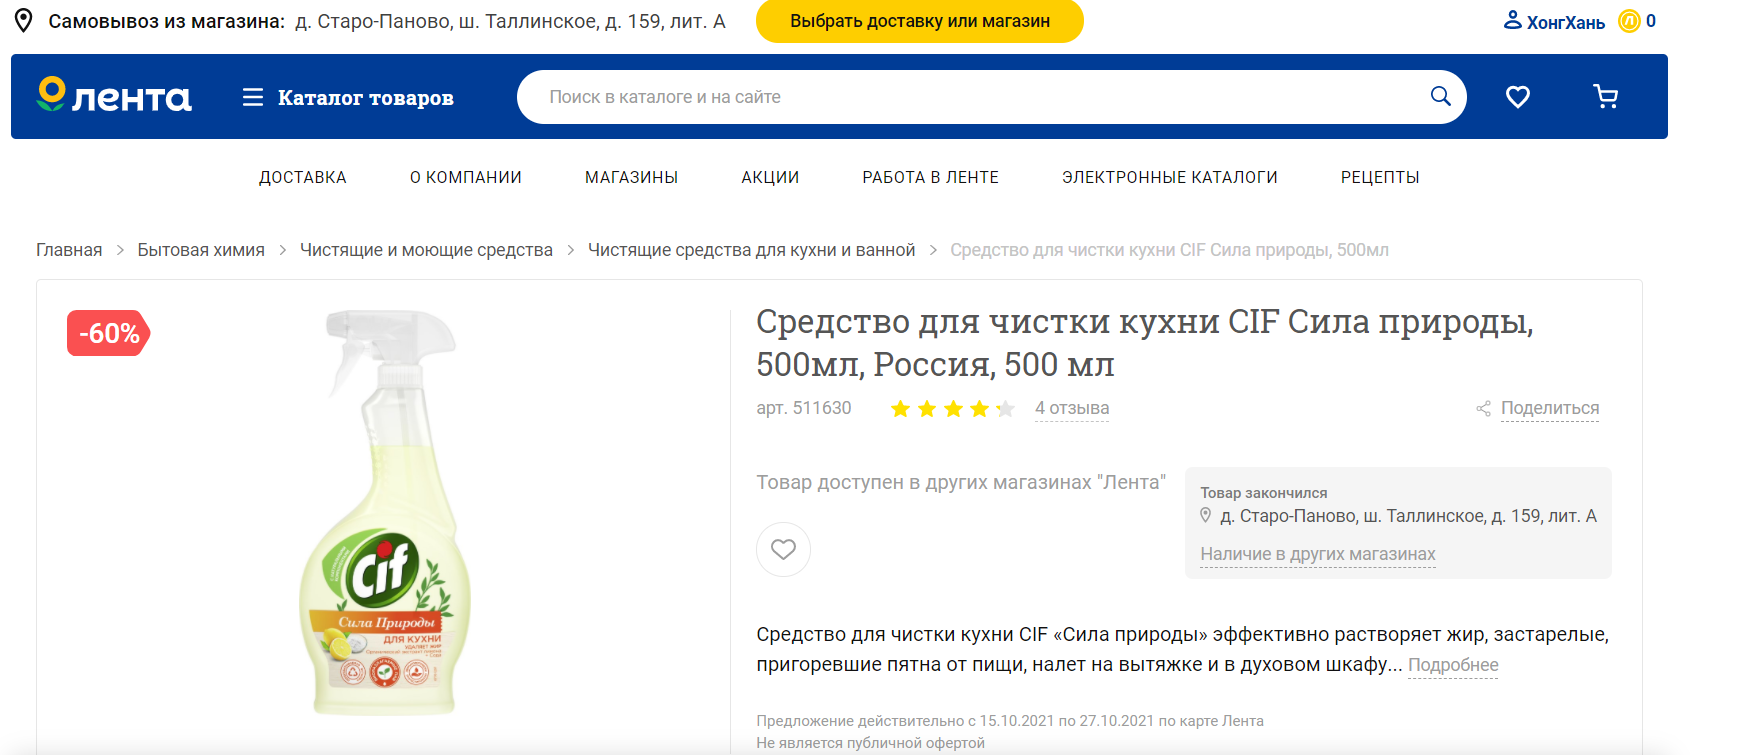 Самовывоз из магазина: д. Старо-Паново, ш. Таллинское, д. 159, лит. А
Выбрать доставку или магазин
ХонгХань
0
лента
Каталог товаров
Поиск в каталоге и на сайте
ДОСТАВКА
О КОМПАНИИ
МАГАЗИНЫ
АКЦИИ
РАБОТА В ЛЕНТЕ
ЭЛЕКТРОННЫЕ КАТАЛОГИ
РЕЦЕПТЫ
Главная > Бытовая химия > Чистящие и моющие средства > Чистящие средства для кухни и ванной > Средство для чистки кухни CIF Сила природы, 500мл
-60%
Cif
Сила Природы
ДЛЯ КУХНИ
УДАЛЯЕТ ЖИР
Средство для чистки кухни CIF Сила природы,
500мл, Россия, 500 мл
арт. 511630
4 отзыва
Поделиться
Товар доступен в других магазинах "Лента"
Товар закончился
д. Старо-Паново, ш. Таллинское, д. 159, лит. А
Наличие в других магазинах
Средство для чистки кухни CIF «Сила природы» эффективно растворяет жир, застарелые,
пригоревшие пятна от пищи, налет на вытяжке и в духовом шкафу... Подробнее
Предложение действительно с 15.10.2021 по 27.10.2021 по карте Лента
Не является публичной офертой